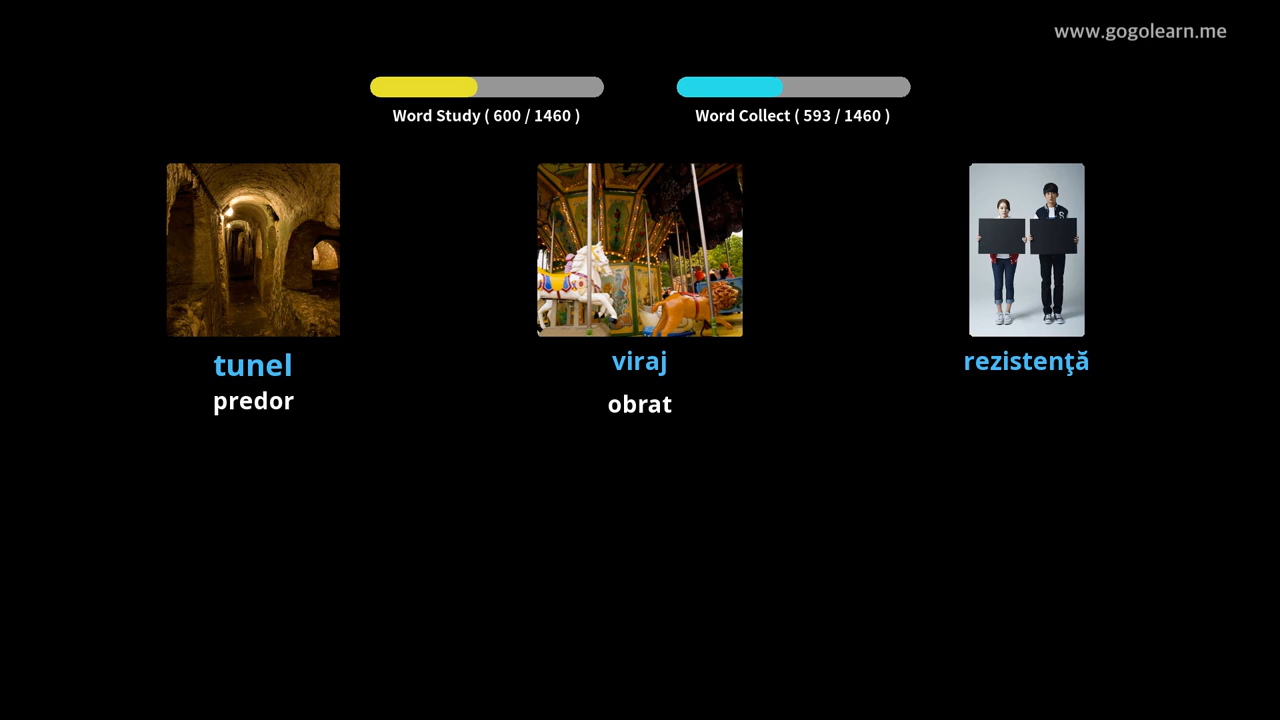 www.gogolearn.me
Word Study ( 600 / 1460 )
Word Collect ( 593 / 1460 )
tunel
predor
viraj
obrat
rezistenţă